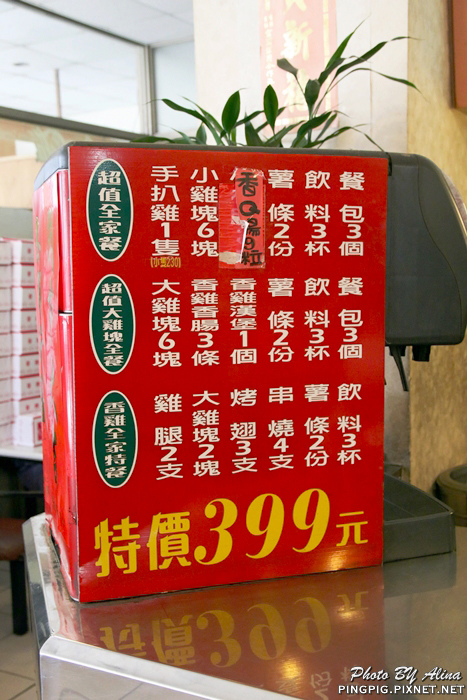 超值全家餐
手扒雞1隻
(小隻230)
小雞塊6塊
香Q 9粒
薯條2份
飲料3杯
餐包3個
超值大雞塊全餐
大雞塊6塊
香雞香腸3條
香雞漢堡1個
薯條2份
飲料3杯
餐包3個
香雞全家特餐
雞腿2支
大雞塊2塊
烤翅3支
串燒4支
薯條2份
飲料3杯
特價399元
Photo BY Alina
PINGPIG.PIXNET.NET